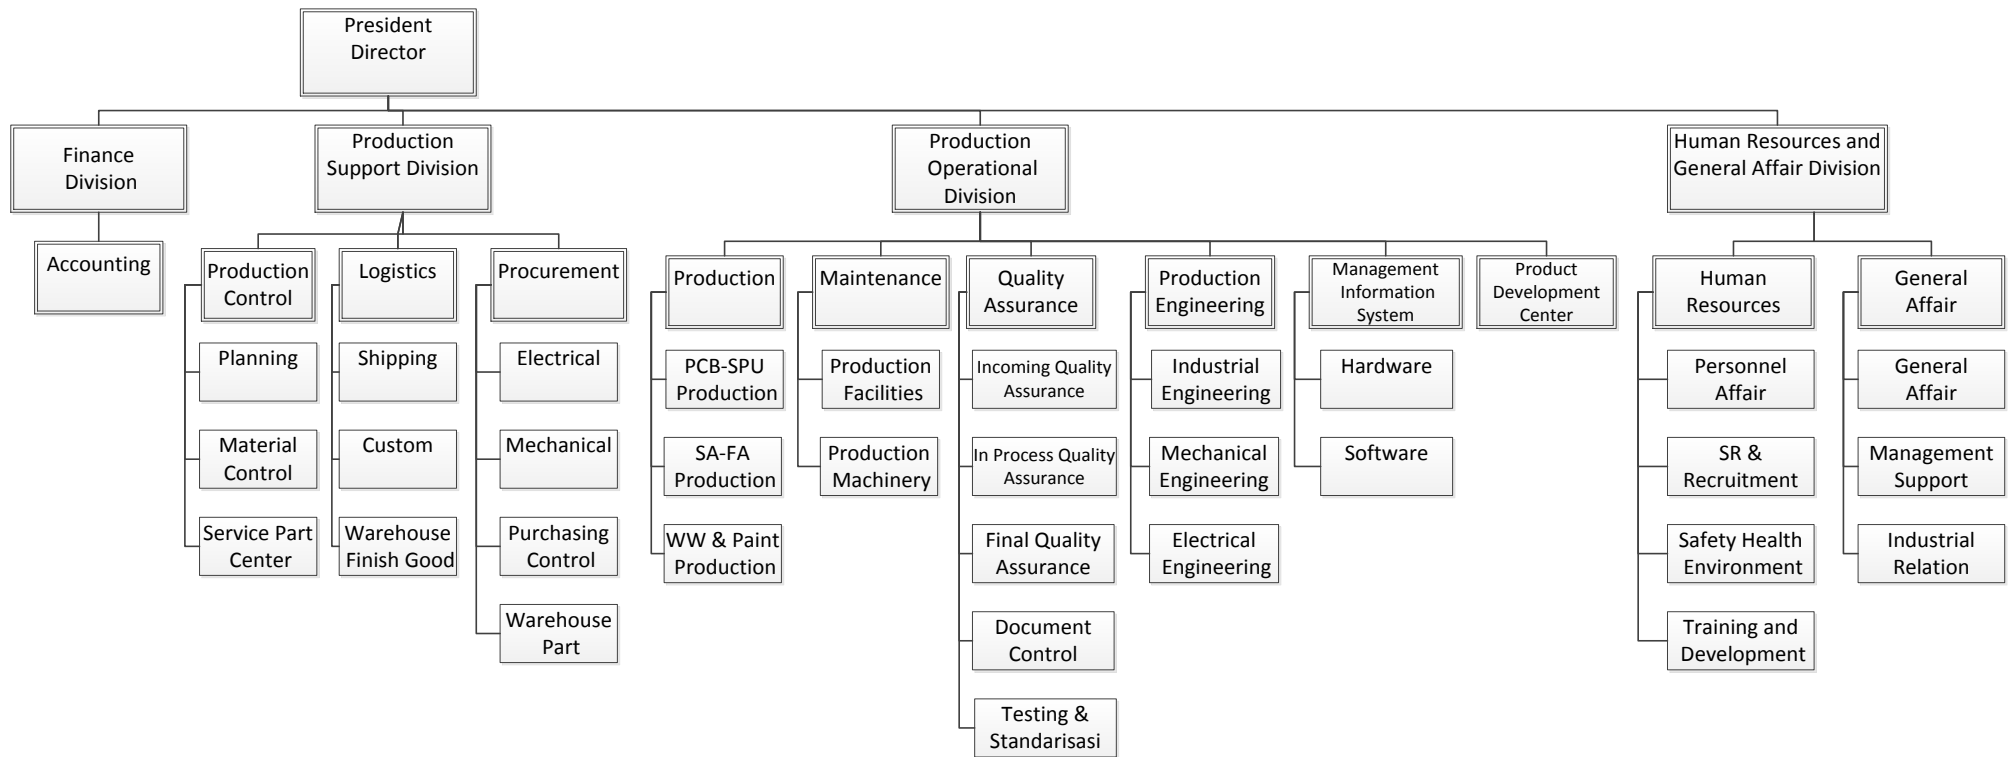 President
Director
Finance
Division
Production
Support Division
Production
Operational
Division
Human Resources and
General Affair Division
Accounting
Production
Control
Logistics
Procurement
Production
Maintenance
Quality
Assurance
Production
Engineering
Management
Information
System
Product
Development
Center
Human
Resources
General
Affair
Planning
Shipping
Electrical
PCB-SPU
Production
Production
Facilities
Incoming Quality
Assurance
Industrial
Engineering
Hardware
Personnel
Affair
General
Affair
Material
Control
Custom
Mechanical
SA-FA
Production
Production
Machinery
In Process Quality
Assurance
Mechanical
Engineering
Software
SR &
Recruitment
Management
Support
Service Part
Center
Warehouse
Finish Good
Purchasing
Control
WW & Paint
Production
Final Quality
Assurance
Electrical
Engineering
Safety Health
Environment
Industrial
Relation
Warehouse
Part
Document
Control
Training and
Development
Testing &
Standarisasi